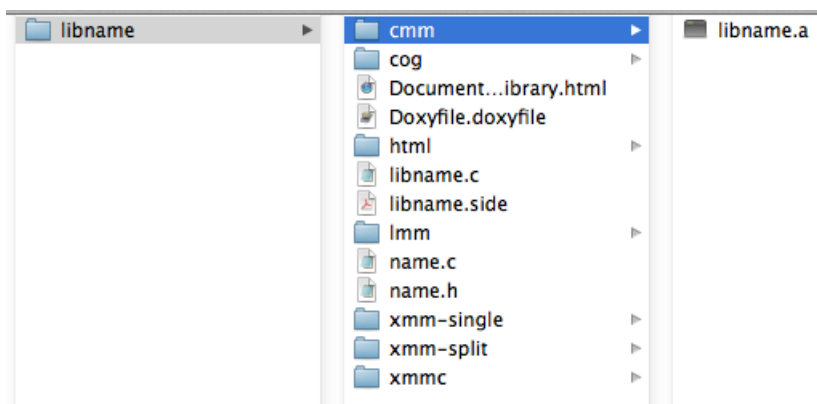 libname
cmm
cog
Document...ibrary.html
Doxyfile.doxyfile
html
libname.c
libname.side
lmm
name.c
name.h
xmm-single
xmm-split
xmmc
libname.a